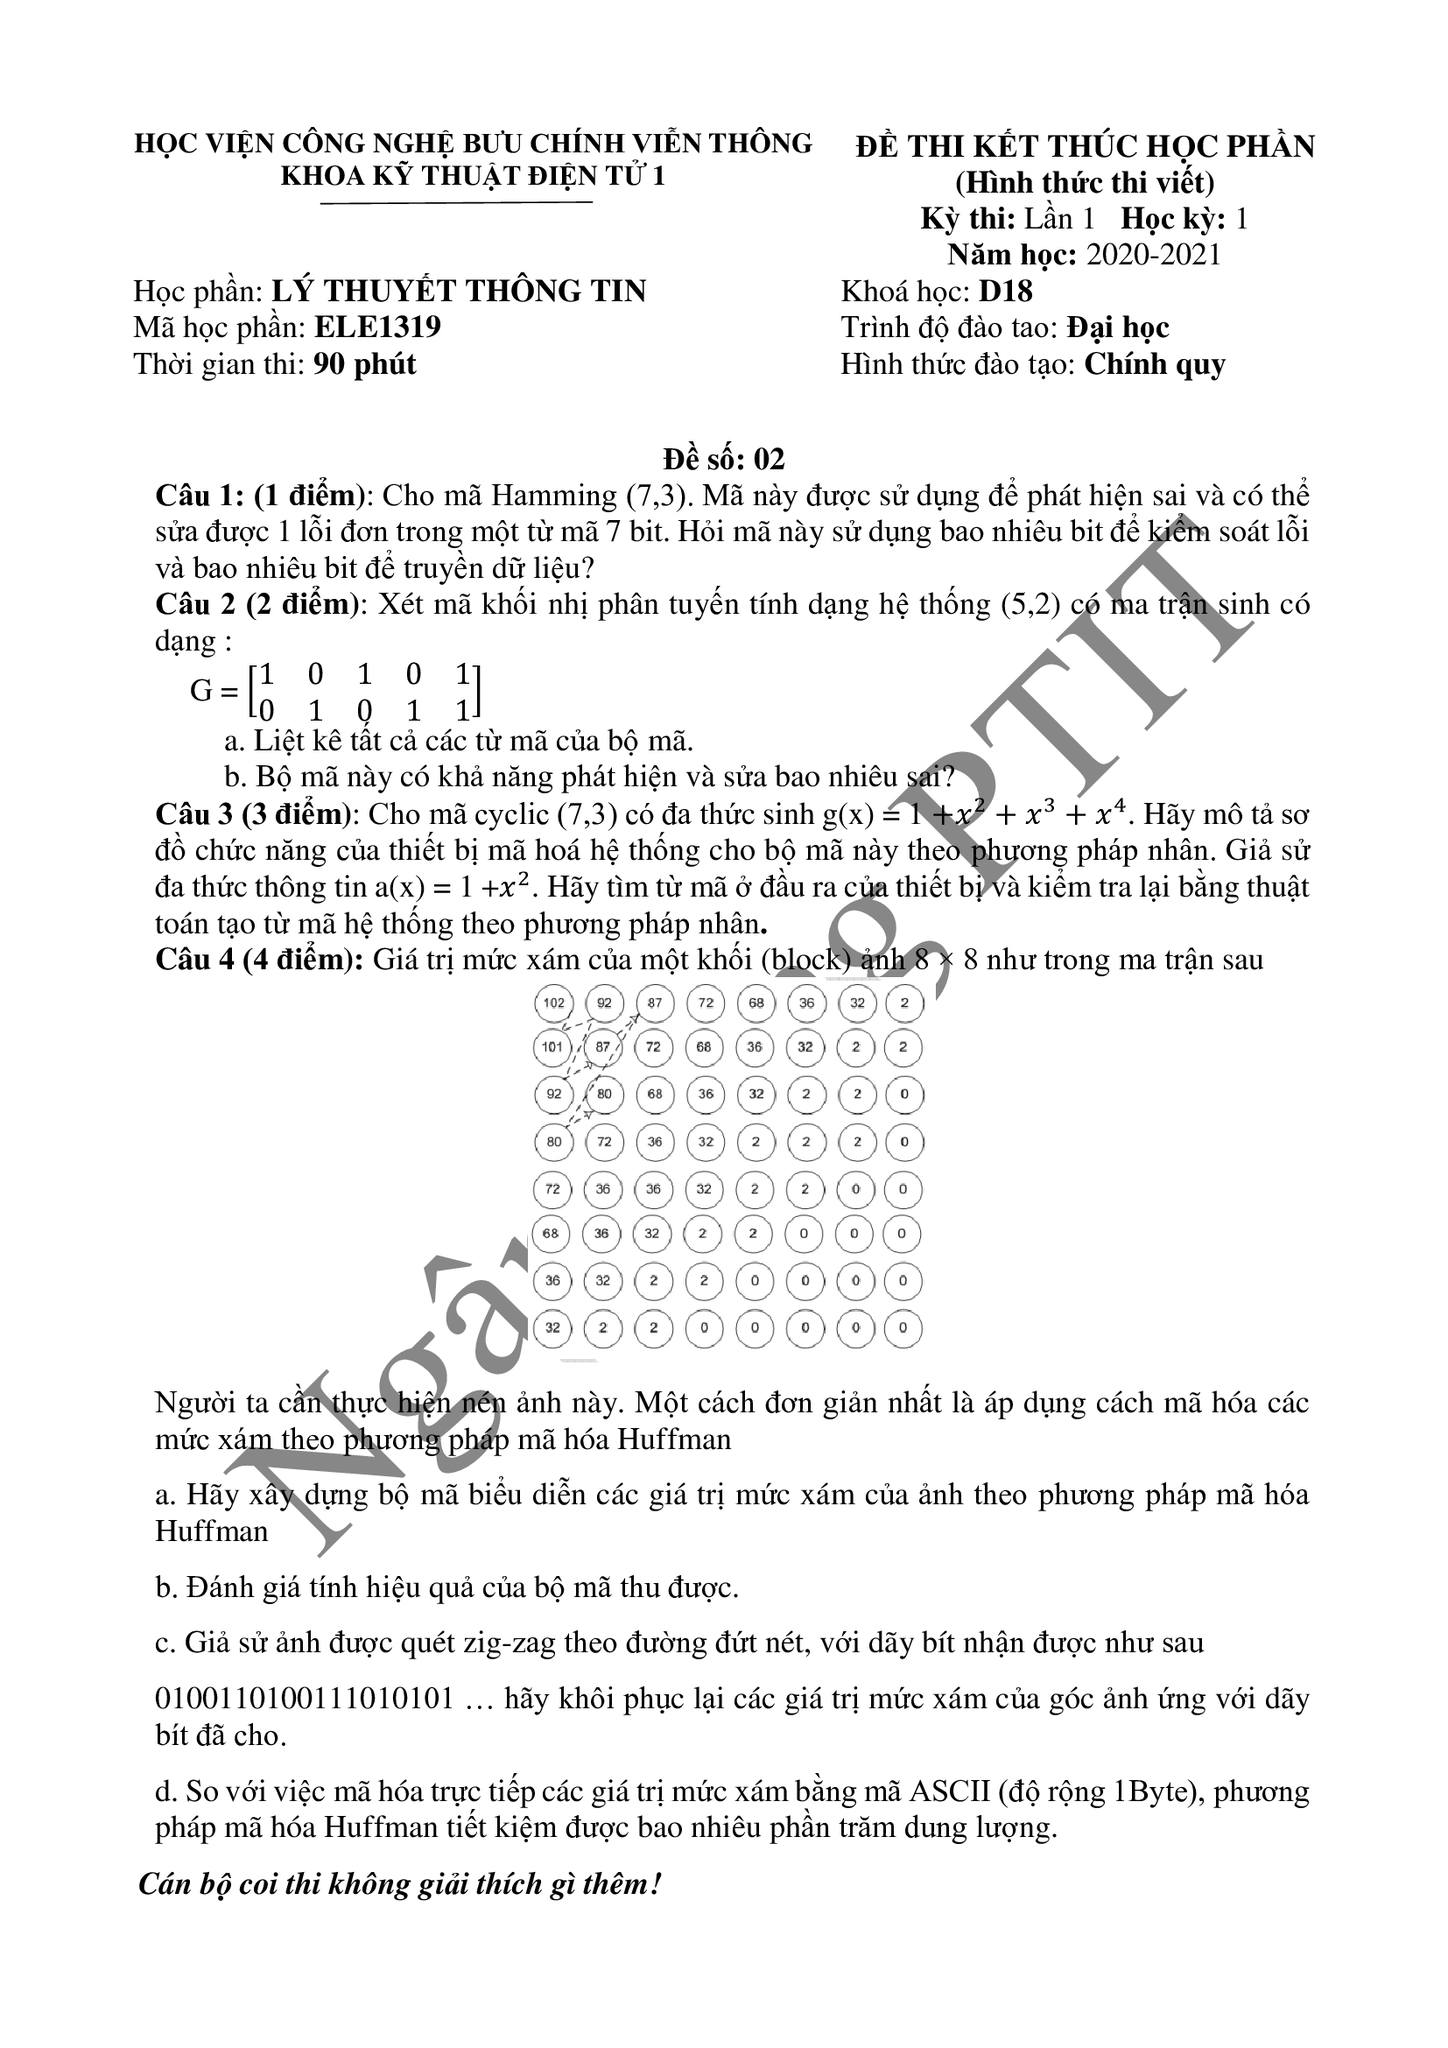 HỌC VIỆN CÔNG NGHỆ BƯU CHÍNH VIỄN THÔNG
KHOA KỸ THUẬT ĐIỆN TỬ 1
ĐỀ THI KẾT THÚC HỌC PHẦN
(Hình thức thi viết)
Kỳ thi: Lần 1 Học kỳ: 1
Năm học: 2020-2021
Học phần: LÝ THUYẾT THÔNG TIN
Mã học phần: ELE1319
Thời gian thi: 90 phút
Khoá học: D18
Trình độ đào tao: Đại học
Hình thức đào tạo: Chính quy
Đề số: 02
Câu 1: (1 điểm): Cho mã Hamming (7,3). Mã này được sử dụng để phát hiện sai và có thể
sửa được 1 lỗi đơn trong một từ mã 7 bit. Hỏi mã này sử dụng bao nhiêu bit để kiểm soát lỗi
và bao nhiêu bit để truyền dữ liệu?
Câu 2 (2 điểm): Xét mã khối nhị phân tuyến tính dạng hệ thống (5,2) có ma trận sinh có
dạng :
G = [1 0 1 0 1
0 1 0 1 1]
a. Liệt kê tất cả các từ mã của bộ mã.
b. Bộ mã này có khả năng phát hiện và sửa bao nhiêu sai?
Câu 3 (3 điểm): Cho mã cyclic (7,3) có đa thức sinh g(x) = 1 +x² + x³ + x⁴. Hãy mô tả sơ
đồ chức năng của thiết bị mã hoá hệ thống cho bộ mã này theo phương pháp nhân. Giả sử
đa thức thông tin a(x) = 1 +x². Hãy tìm từ mã ở đầu ra của thiết bị và kiểm tra lại bằng thuật
toán tạo từ mã hệ thống theo phương pháp nhân.
Câu 4 (4 điểm): Giá trị mức xám của một khối (block) ảnh 8 × 8 như trong ma trận sau
102 92 87 72 68 36 32 2
101 87 72 68 36 32 2 2
92 80 68 36 32 2 2 0
80 72 36 32 2 2 2 0
72 36 36 32 2 2 0 0
68 36 32 2 2 0 0 0
36 32 2 2 0 0 0 0
32 2 2 0 0 0 0 0
Người ta cần thực hiện nén ảnh này. Một cách đơn giản nhất là áp dụng cách mã hóa các
mức xám theo phương pháp mã hóa Huffman
a. Hãy xây dựng bộ mã biểu diễn các giá trị mức xám của ảnh theo phương pháp mã hóa
Huffman
b. Đánh giá tính hiệu quả của bộ mã thu được.
c. Giả sử ảnh được quét zig-zag theo đường đứt nét, với dãy bít nhận được như sau
0100110100111010101 … hãy khôi phục lại các giá trị mức xám của góc ảnh ứng với dãy
bít đã cho.
d. So với việc mã hóa trực tiếp các giá trị mức xám bằng mã ASCII (độ rộng 1Byte), phương
pháp mã hóa Huffman tiết kiệm được bao nhiêu phần trăm dung lượng.
Cán bộ coi thi không giải thích gì thêm!
PTIT